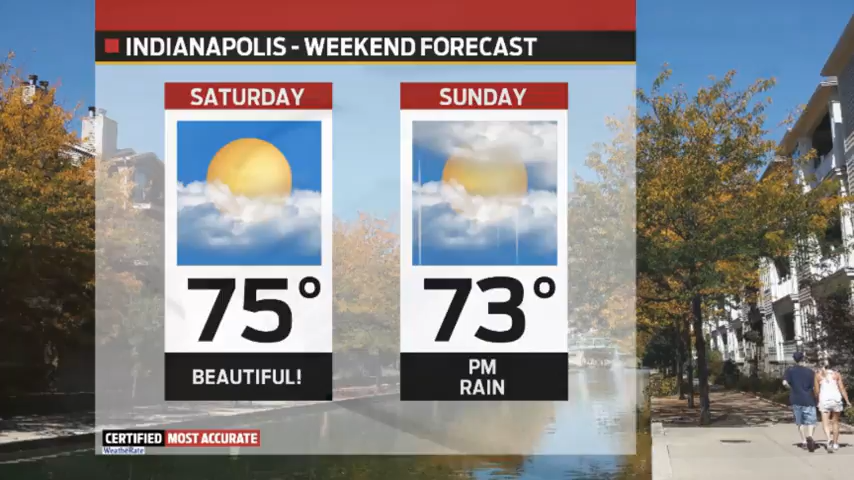 INDIANAPOLIS - WEEKEND FORECAST
SATURDAY
75°
BEAUTIFUL!
SUNDAY
73°
PM
RAIN
CERTIFIED MOST ACCURATE
WeatheRate